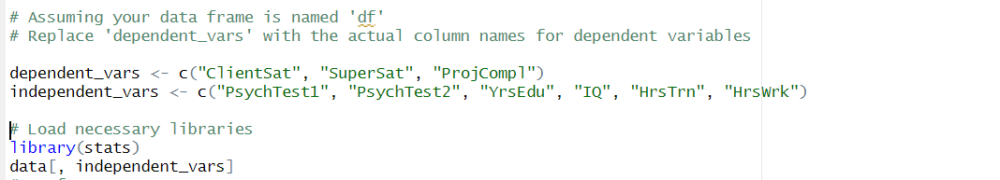 # Assuming your data frame is named 'df'
# Replace 'dependent_vars' with the actual column names for dependent variables
dependent_vars <- c("ClientSat", "SuperSat", "ProjCompl")
independent_vars <- c("PsychTest1", "PsychTest2", "YrsEdu", "IQ", "HrsTrn", "HrsWrk")
# Load necessary libraries
library(stats)
data[, independent_vars]